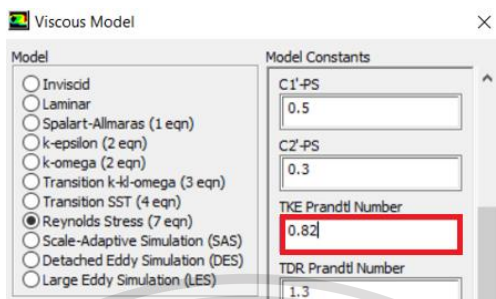 Viscous Model
Model
Inviscid
Laminar
Spalart-Allmaras (1 eqn)
k-epsilon (2 eqn)
k-omega (2 eqn)
Transition k-kl-omega (3 eqn)
Transition SST (4 eqn)
Reynolds Stress (7 eqn)
Scale-Adaptive Simulation (SAS)
Detached Eddy Simulation (DES)
Large Eddy Simulation (LES)
Model Constants
C1'-PS
0.5
C2'-PS
0.3
TKE Prandtl Number
0.82
TDR Prandtl Number
1.3